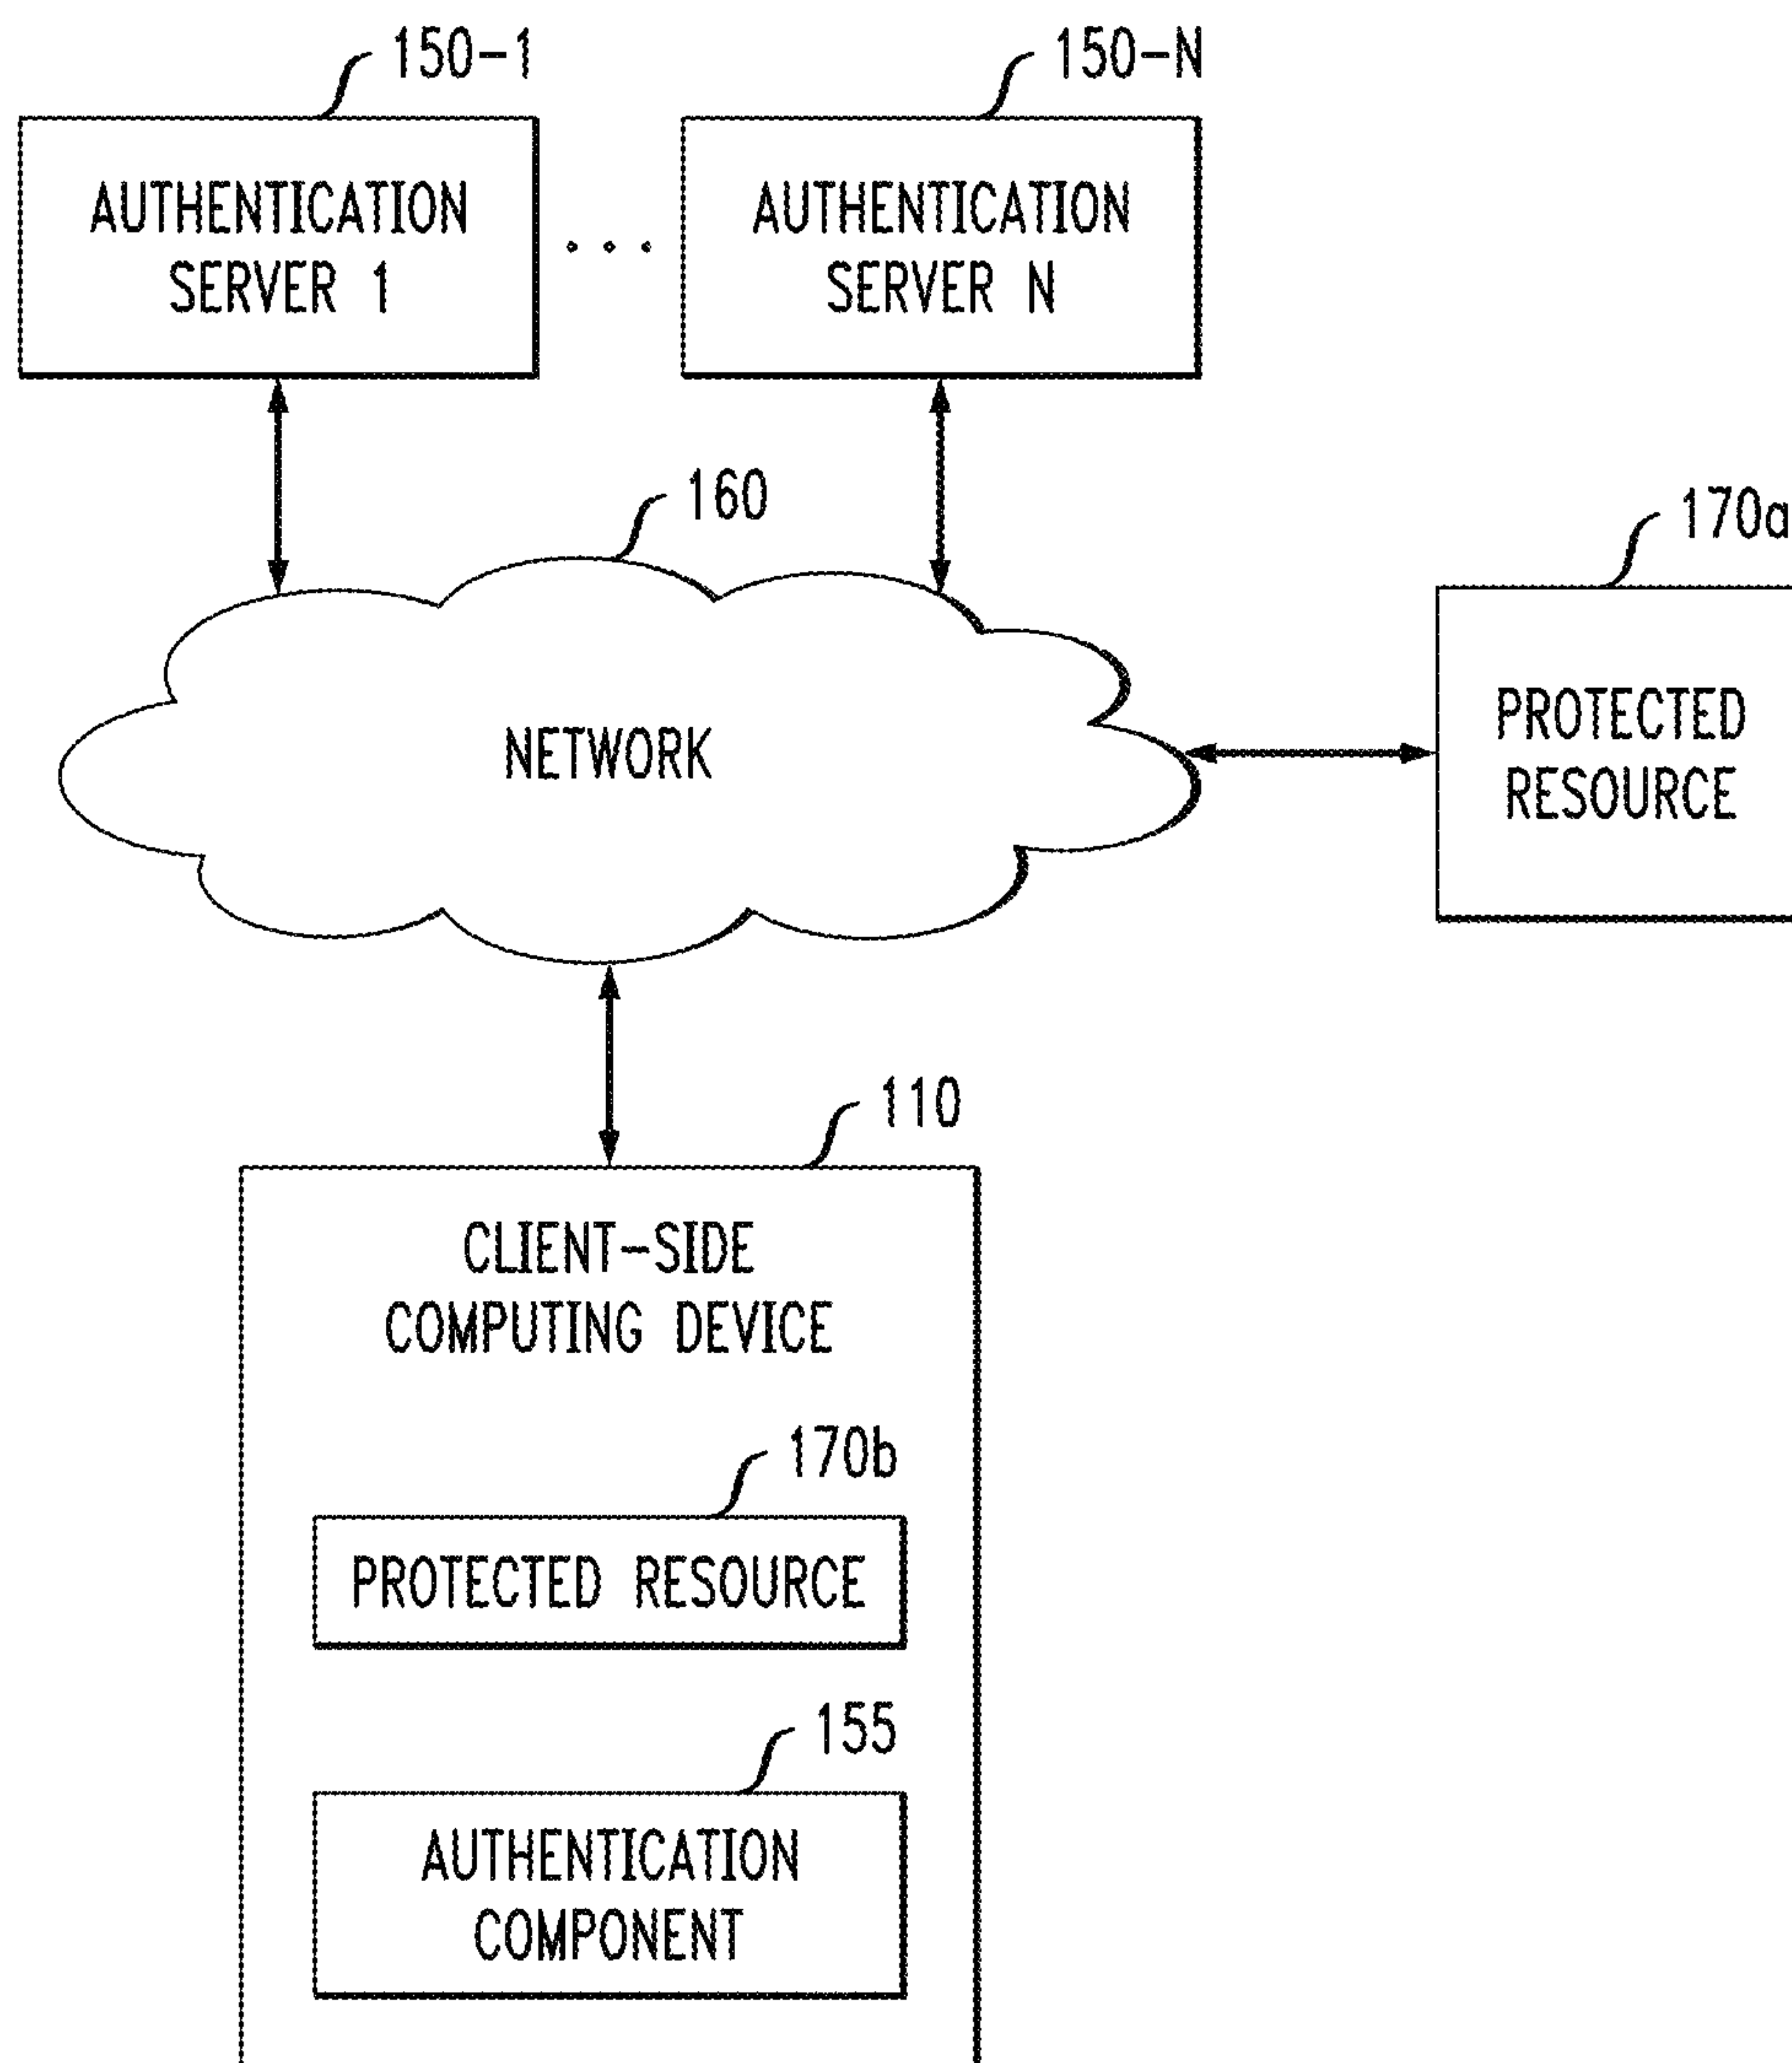 150-1
150-N
AUTHENTICATION
SERVER 1
. . .
AUTHENTICATION
SERVER N
160
170a
NETWORK
PROTECTED
RESOURCE
110
CLIENT-SIDE
COMPUTING DEVICE
170b
PROTECTED RESOURCE
155
AUTHENTICATION
COMPONENT